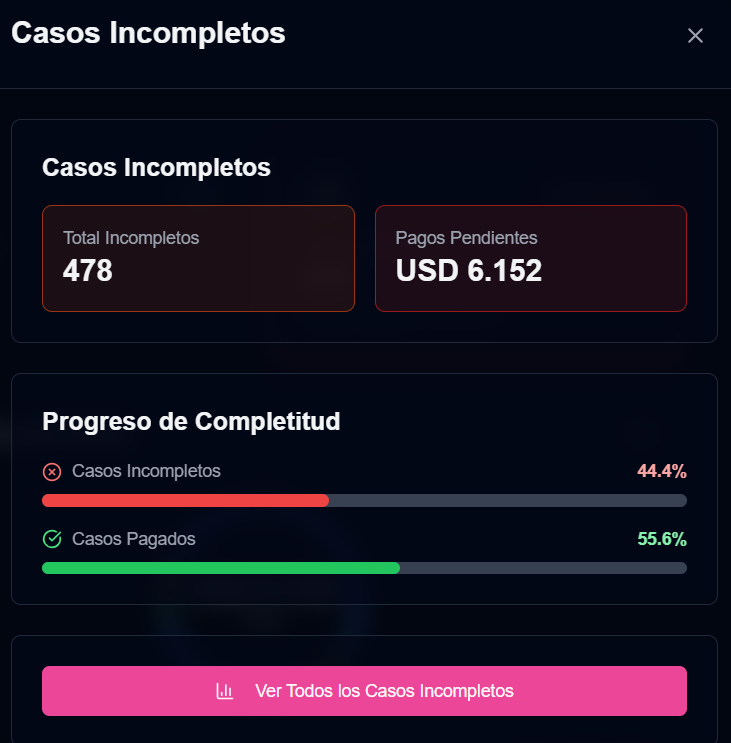 Casos Incompletos
Casos Incompletos
Total Incompletos
478
Pagos Pendientes
USD 6.152
Progreso de Completitud
Casos Incompletos 44.4%
Casos Pagados 55.6%
Ver Todos los Casos Incompletos